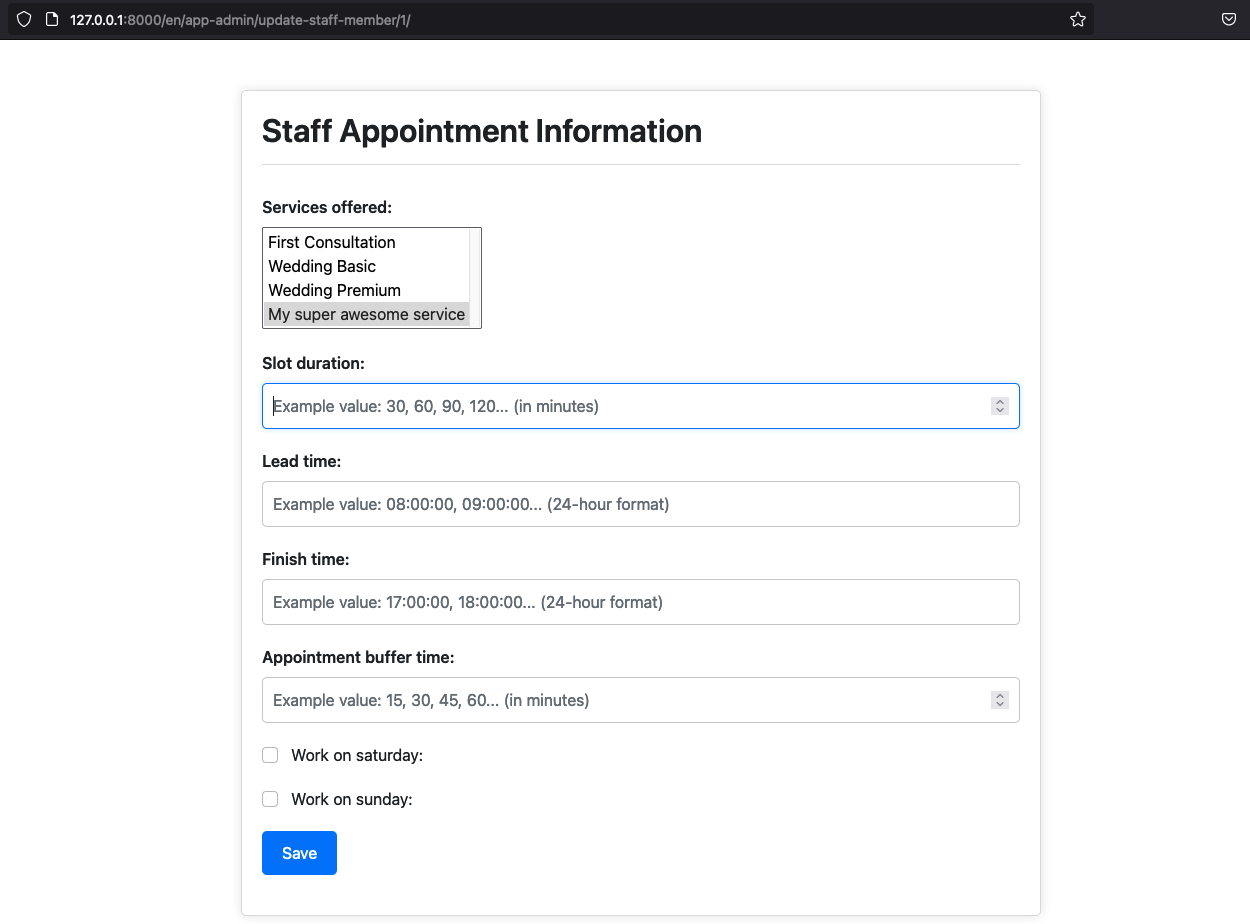 127.0.0.1:8000/en/app-admin/update-staff-member/1/
Staff Appointment Information
Services offered:
First Consultation
Wedding Basic
Wedding Premium
My super awesome service
Slot duration:
Example value: 30, 60, 90, 120... (in minutes)
Lead time:
Example value: 08:00:00, 09:00:00... (24-hour format)
Finish time:
Example value: 17:00:00, 18:00:00... (24-hour format)
Appointment buffer time:
Example value: 15, 30, 45, 60... (in minutes)
Work on saturday:
Work on sunday:
Save